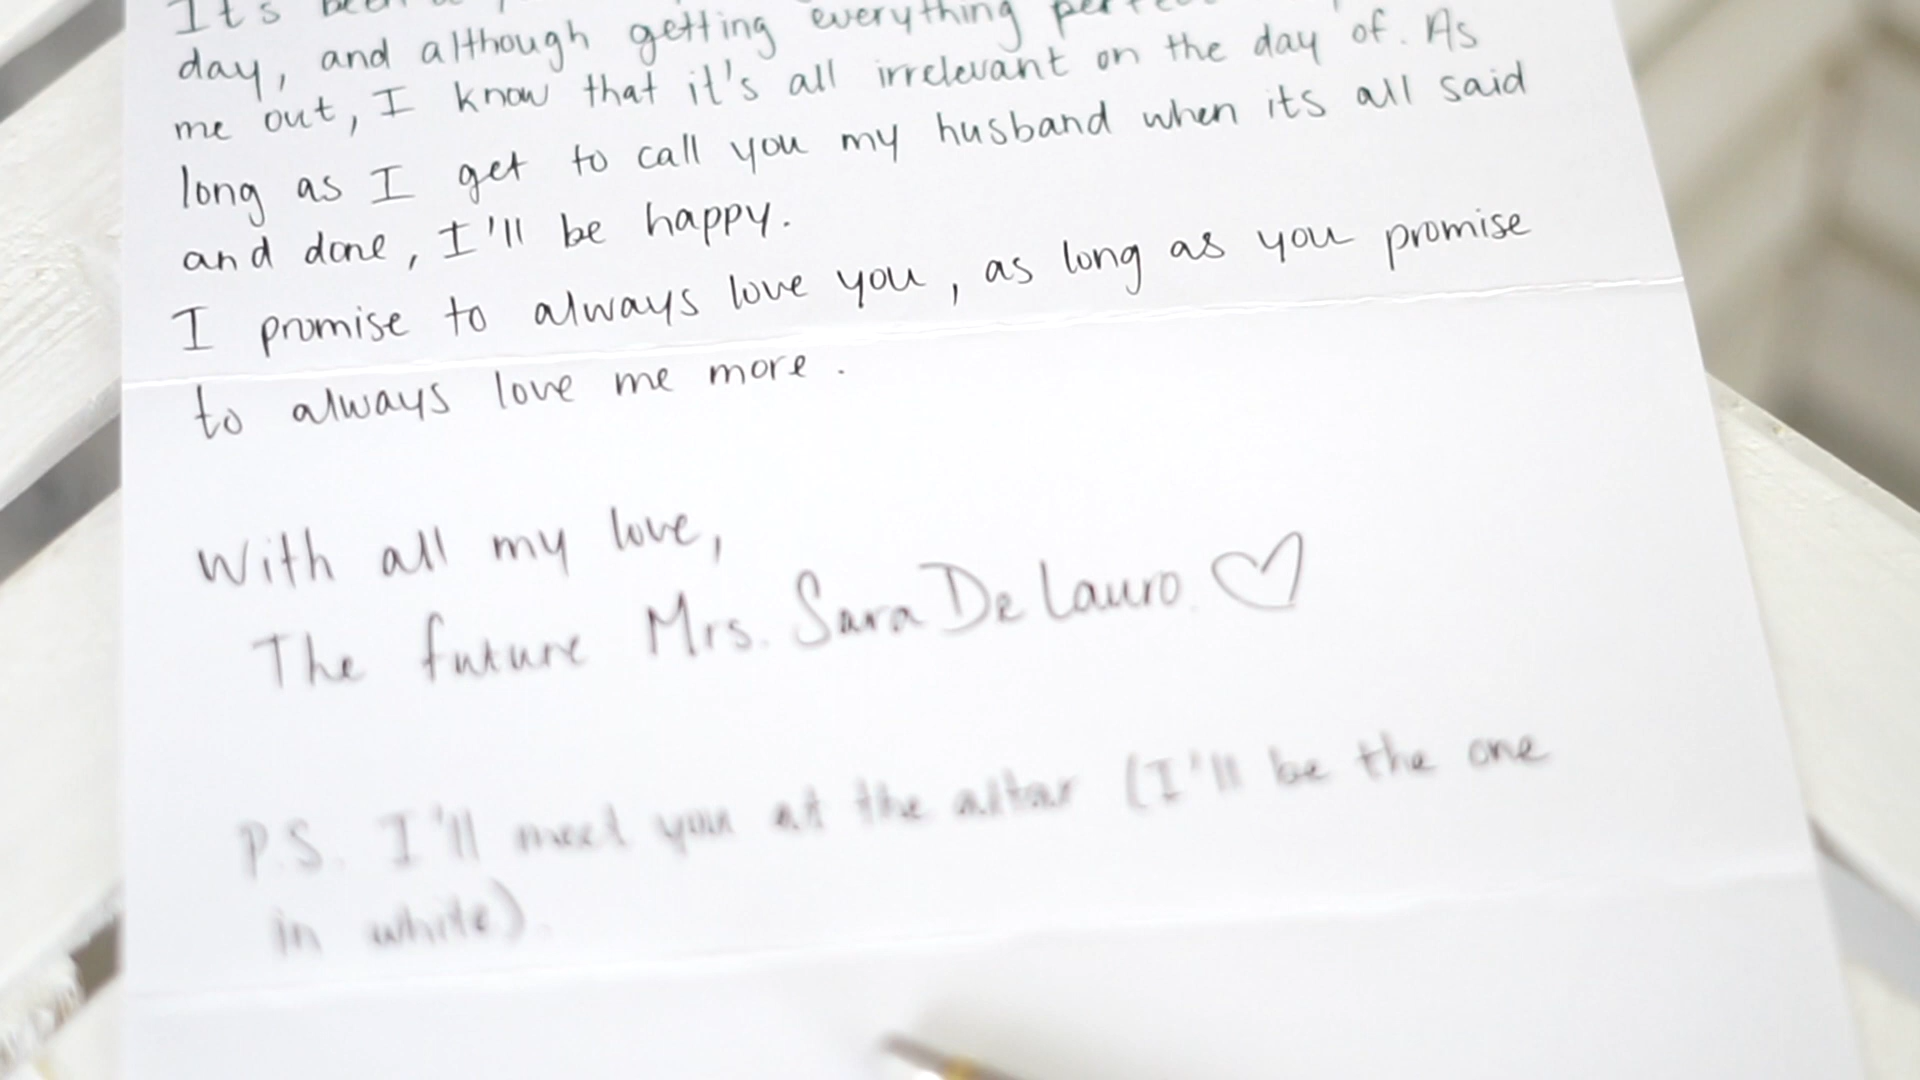 It's been a
day, and although getting everything
me out, I know that it's all irrelevant on the day of. As
long as I get to call you my husband when its all said
and done, I'll be happy.
I promise to always love you, as long as you promise
to always love me more.
With all my love,
The future Mrs. Sara DeLauro ♡
P.S. I'll meet you at the altar (I'll be the one
in white).